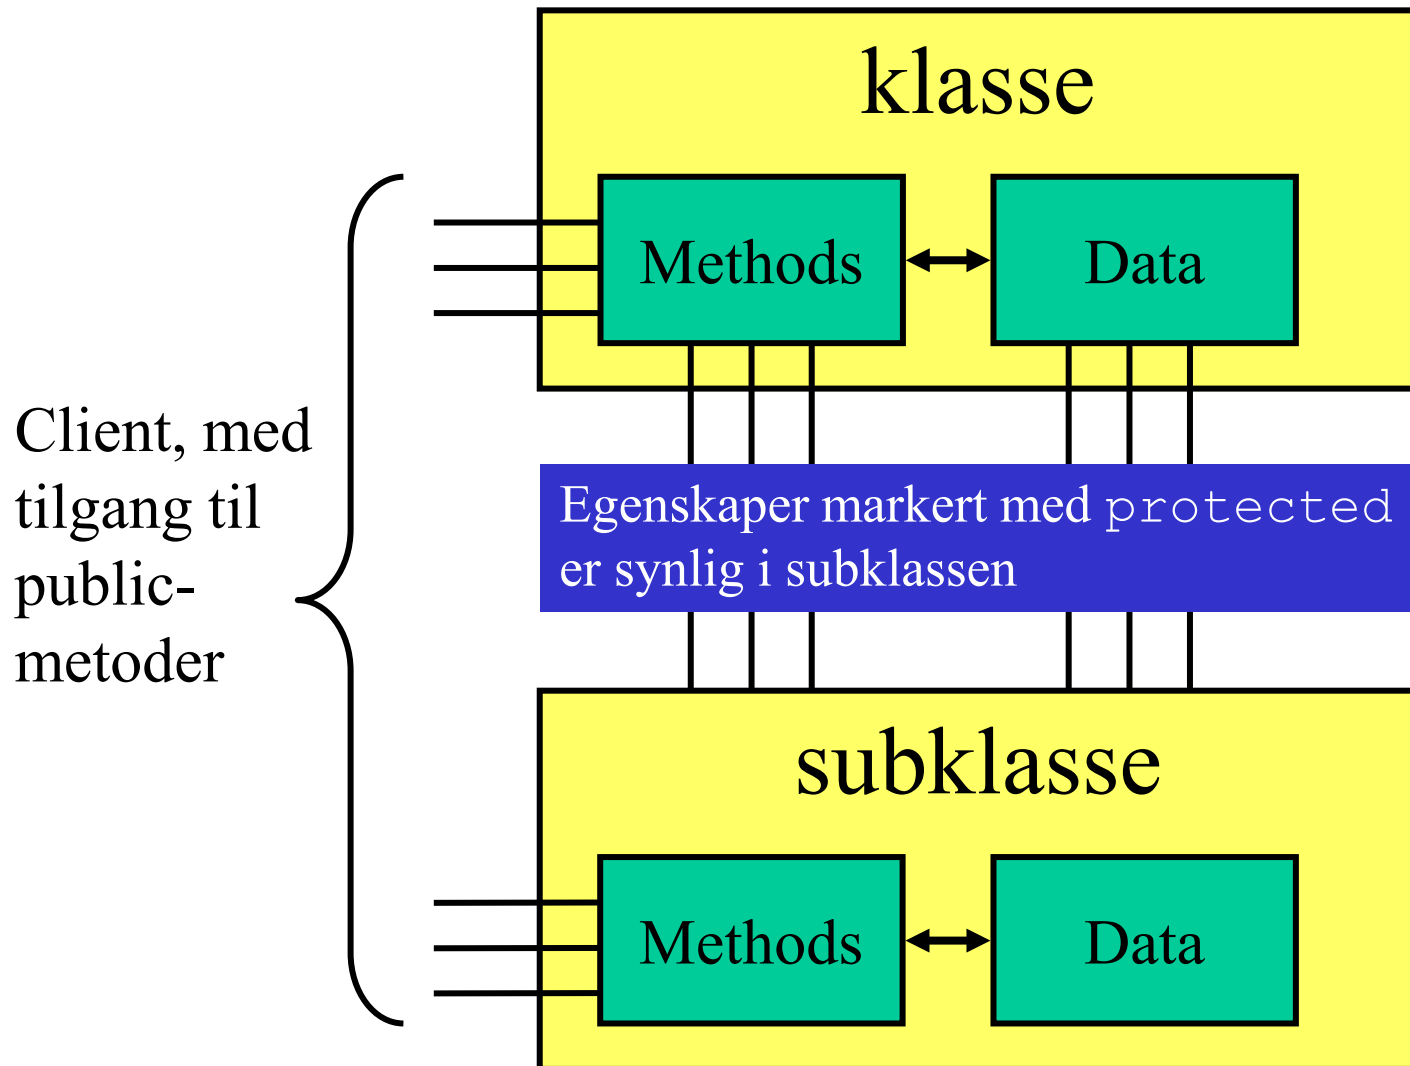 klasse
Methods
Data
Client, med
tilgang til
public-
metoder
Egenskaper markert med protected
er synlig i subklassen
subklasse
Methods
Data